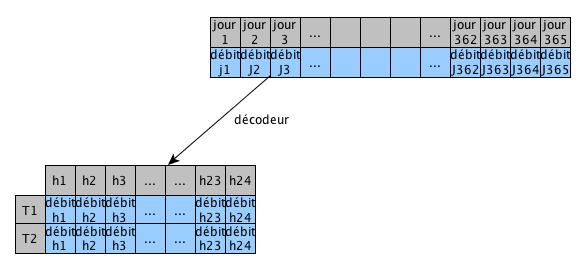 jour 1 jour 2 jour 3 ... ... jour 362 jour 363 jour 364 jour 365
débit j1 débit J2 débit J3 ... ... débit J362 débit J363 débit J364 débit J365
décodeur
h1 h2 h3 ... ... h23 h24
T1 débit h1 débit h2 débit h3 ... ... débit h23 débit h24
T2 débit h1 débit h2 débit h3 ... ... débit h23 débit h24